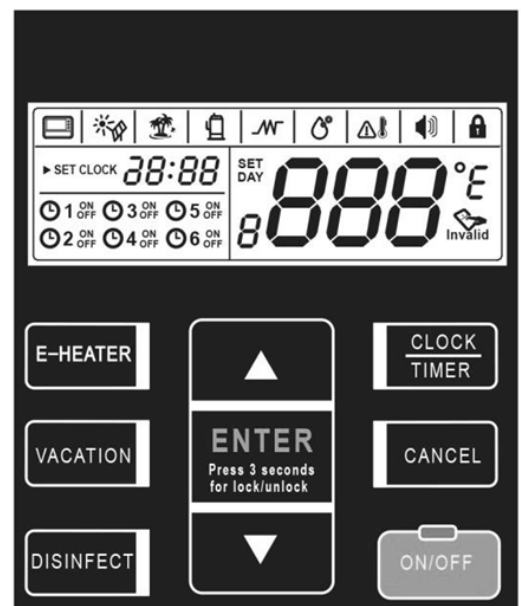 SET CLOCK 88:88
1 ON OFF 3 ON OFF 5 ON OFF
2 ON OFF 4 ON OFF 6 ON OFF
SET
DAY
8
888
°E
Invalid
E-HEATER
CLOCK
TIMER
VACATION
ENTER
Press 3 seconds
for lock/unlock
CANCEL
DISINFECT
ON/OFF